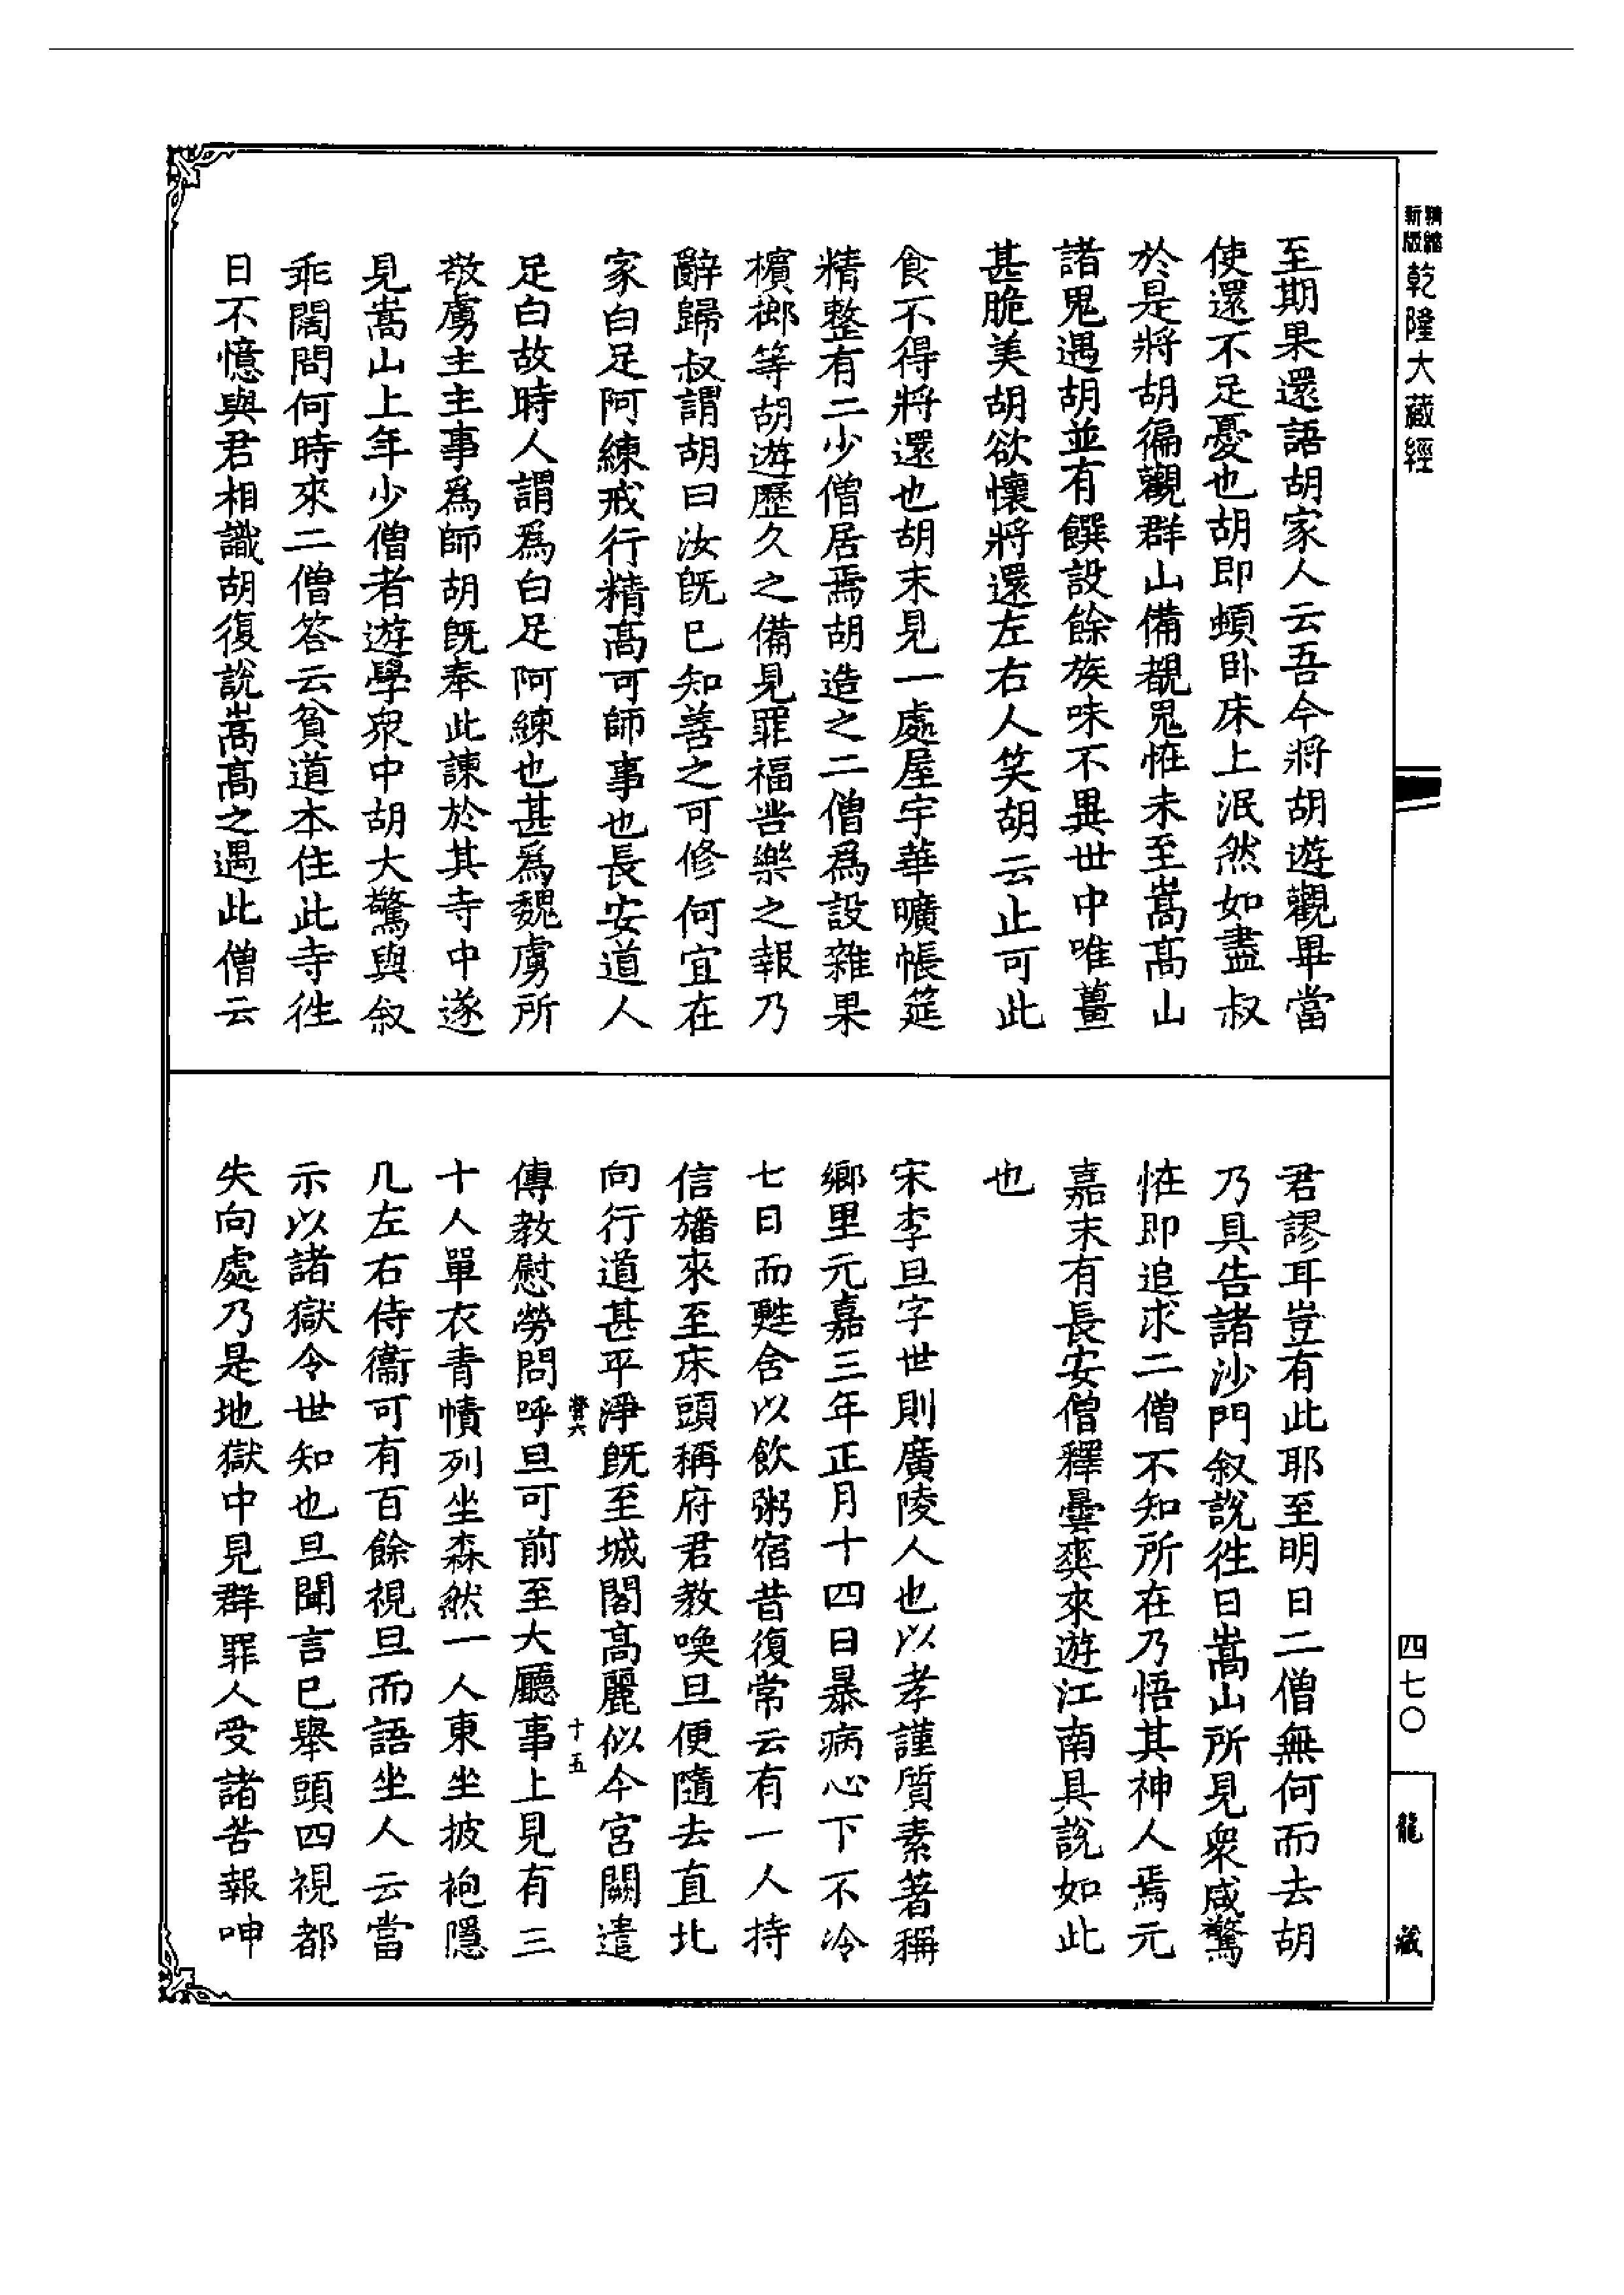 精縮
新版
乾隆大藏經
至期果還語胡家人云吾今將胡遊觀畢當
使還不足憂也胡即頓卧床上泯然如盡叔
於是將胡徧觀群山備覩鬼恠未至嵩髙山
諸鬼遇胡並有饌設餘族味不異世中唯薑
甚脆美胡欲懷將還左右人笑胡云止可此
食不得將還也胡末見一處屋宇華曠帳筵
精整有二少僧居焉胡造之二僧爲設雜果
檳榔等胡遊歷久之備見罪福苦樂之報乃
辭歸叔謂胡曰汝旣已知善之可修何宜在
家白足阿練戒行精髙可師事也長安道人
足白故時人謂爲白足阿練也甚爲魏虜所
敬虜主主事爲師胡旣奉此諫於其寺中遂
見嵩山上年少僧者遊學衆中胡大驚與叙
乖闊問何時來二僧答云貧道本住此寺徃
日不憶與君相識胡復說嵩髙之遇此僧云
君謬耳豈有此耶至明日二僧無何而去胡
乃具告諸沙門叙說徃日嵩山所見衆咸驚
恠即追求二僧不知所在乃悟其神人焉元
嘉末有長安僧釋曇爽來遊江南具說如此
也
宋李旦字世則廣陵人也以孝謹質素著稱
鄉里元嘉三年正月十四日暴病心下不冷
七日而甦舍以飲粥宿昔復常云有一人持
信旛來至床頭稱府君教喚旦便隨去直北
向行道甚平淨旣至城閣髙麗似今宮闕遣
傳教慰勞問呼旦可前至大廳事上見有三
十人單衣青幘列坐森然一人東坐披袍隱
几左右侍衞可有百餘視旦而語坐人云當
示以諸獄令世知也旦聞言已舉頭四視都
失向處乃是地獄中見群罪人受諸苦報呻
十五
四七〇
龍藏